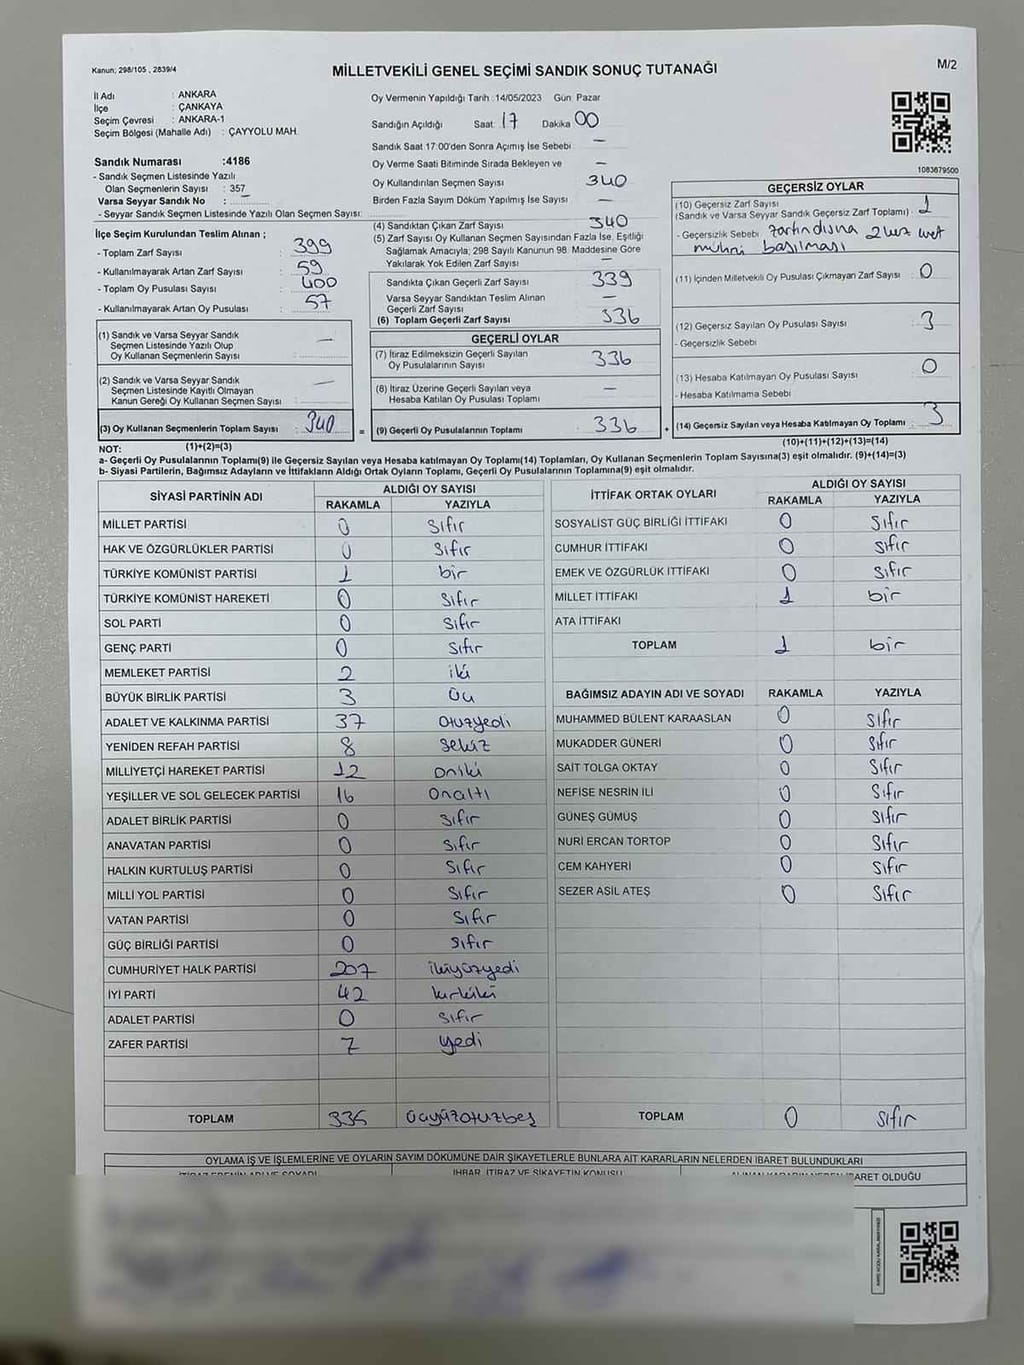 Kanun; 298/105 , 2839/4
MİLLETVEKİLİ GENEL SEÇİMİ SANDIK SONUÇ TUTANAĞI
M/2
İl Adı : ANKARA
İlçe : ÇANKAYA
Seçim Çevresi : ANKARA-1
Seçim Bölgesi (Mahalle Adı) : ÇAYYOLU MAH.
Sandık Numarası :4186
- Sandık Seçmen Listesinde Yazılı
Olan Seçmenlerin Sayısı : 357
Varsa Seyyar Sandık No : –
- Seyyar Sandık Seçmen Listesinde Yazılı Olan Seçmen Sayısı:
İlçe Seçim Kurulundan Teslim Alınan ;
- Toplam Zarf Sayısı : 399
- Kullanılmayarak Artan Zarf Sayısı : 59
- Toplam Oy Pusulası Sayısı : 400
- Kullanılmayarak Artan Oy Pusulası : 57
(1) Sandık ve Varsa Seyyar Sandık
Seçmen Listesinde Yazılı Olup
Oy Kullanan Seçmenlerin Sayısı : –
(2) Sandık ve Varsa Seyyar Sandık
Seçmen Listesinde Kayıtlı Olmayan
Kanun Gereği Oy Kullanan Seçmen Sayısı : –
(3) Oy Kullanan Seçmenlerin Toplam Sayısı : 340
(1)+(2)=(3)
Oy Vermenin Yapıldığı Tarih : 14/05/2023 Gün: Pazar
Sandığın Açıldığı Saat: 17 Dakika 00
Sandık Saat 17:00'den Sonra Açımış İse Sebebi –
Oy Verme Saati Bitiminde Sırada Bekleyen ve –
Oy Kullandırılan Seçmen Sayısı 340
Birden Fazla Sayım Döküm Yapılmış İse Sayısı –
(4) Sandıktan Çıkan Zarf Sayısı 340
(5) Zarf Sayısı Oy Kullanan Seçmen Sayısından Fazla İse, Eşitliği
Sağlamak Amacıyla; 298 Sayılı Kanunun 98. Maddesine Göre
Yakılarak Yok Edilen Zarf Sayısı –
Sandıkta Çıkan Geçerli Zarf Sayısı 339
Varsa Seyyar Sandıktan Teslim Alınan
Geçerli Zarf Sayısı –
(6) Toplam Geçerli Zarf Sayısı 336
GEÇERLİ OYLAR
(7) İtiraz Edilmeksizin Geçerli Sayılan
Oy Pusulalarının Sayısı 336
(8) İtiraz Üzerine Geçerli Sayılan veya
Hesaba Katılan Oy Pusulası Toplamı –
= (9) Geçerli Oy Pusulalarının Toplamı 336 +
1083879500
GEÇERSİZ OYLAR
(10) Geçersiz Zarf Sayısı
(Sandık ve Varsa Seyyar Sandık Geçersiz Zarf Toplamı) : 1
- Geçersizlik Sebebi zarfın dışına 2 kez evet
mührü basılması
(11) İçinden Milletvekili Oy Pusulası Çıkmayan Zarf Sayısı : 0
(12) Geçersiz Sayılan Oy Pusulası Sayısı : 3
- Geçersizlik Sebebi
(13) Hesaba Katılmayan Oy Pusulası Sayısı : 0
- Hesaba Katılmama Sebebi
(14) Geçersiz Sayılan veya Hesaba Katılmayan Oy Toplamı : 3
(10)+(11)+(12)+(13)=(14)
NOT:
a- Geçerli Oy Pusulalarının Toplamı(9) ile Geçersiz Sayılan veya Hesaba katılmayan Oy Toplamı(14) Toplamları, Oy Kullanan Seçmenlerin Toplam Sayısına(3) eşit olmalıdır. (9)+(14)=(3)
b- Siyasi Partilerin, Bağımsız Adayların ve İttifakların Aldığı Ortak Oyların Toplamı, Geçerli Oy Pusulalarının Toplamına(9) eşit olmalıdır.
SİYASİ PARTİNİN ADI ALDIĞI OY SAYISI
RAKAMLA YAZIYLA
MİLLET PARTİSİ 0 Sıfır
HAK VE ÖZGÜRLÜKLER PARTİSİ 0 Sıfır
TÜRKİYE KOMÜNİST PARTİSİ 1 bir
TÜRKİYE KOMÜNİST HAREKETİ 0 Sıfır
SOL PARTİ 0 Sıfır
GENÇ PARTİ 0 Sıfır
MEMLEKET PARTİSİ 2 iki
BÜYÜK BİRLİK PARTİSİ 3 Üç
ADALET VE KALKINMA PARTİSİ 37 Otuzyedi
YENİDEN REFAH PARTİSİ 8 Sekiz
MİLLİYETÇİ HAREKET PARTİSİ 12 Oniki
YEŞİLLER VE SOL GELECEK PARTİSİ 16 Onaltı
ADALET BİRLİK PARTİSİ 0 Sıfır
ANAVATAN PARTİSİ 0 Sıfır
HALKIN KURTULUŞ PARTİSİ 0 Sıfır
MİLLİ YOL PARTİSİ 0 Sıfır
VATAN PARTİSİ 0 Sıfır
GÜÇ BİRLİĞİ PARTİSİ 0 Sıfır
CUMHURİYET HALK PARTİSİ 207 ikiyüzyedi
İYİ PARTİ 42 kırkiki
ADALET PARTİSİ 0 Sıfır
ZAFER PARTİSİ 7 yedi
TOPLAM 335 Üçyüzotuzbeş
İTTİFAK ORTAK OYLARI ALDIĞI OY SAYISI
RAKAMLA YAZIYLA
SOSYALİST GÜÇ BİRLİĞİ İTTİFAKI 0 Sıfır
CUMHUR İTTİFAKI 0 Sıfır
EMEK VE ÖZGÜRLÜK İTTİFAKI 0 Sıfır
MİLLET İTTİFAKI 1 bir
ATA İTTİFAKI
TOPLAM 1 bir
BAĞIMSIZ ADAYIN ADI VE SOYADI RAKAMLA YAZIYLA
MUHAMMED BÜLENT KARAASLAN 0 Sıfır
MUKADDER GÜNERİ 0 Sıfır
SAİT TOLGA OKTAY 0 Sıfır
NEFİSE NESRİN İLİ 0 Sıfır
GÜNEŞ GÜMÜŞ 0 Sıfır
NURİ ERCAN TORTOP 0 Sıfır
CEM KAHYERİ 0 Sıfır
SEZER ASİL ATEŞ 0 Sıfır
TOPLAM 0 Sıfır
OYLAMA İŞ VE İŞLEMLERİNE VE OYLARIN SAYIM DÖKÜMÜNE DAİR ŞİKAYETLERLE BUNLARA AİT KARARLARIN NELERDEN İBARET BULUNDUKLARI
İTİRAZ EDENİN ADI VE SOYADI İHBAR, İTİRAZ VE ŞİKAYETİN KONUSU ALINAN KARARIN NEDEN İBARET OLDUĞU